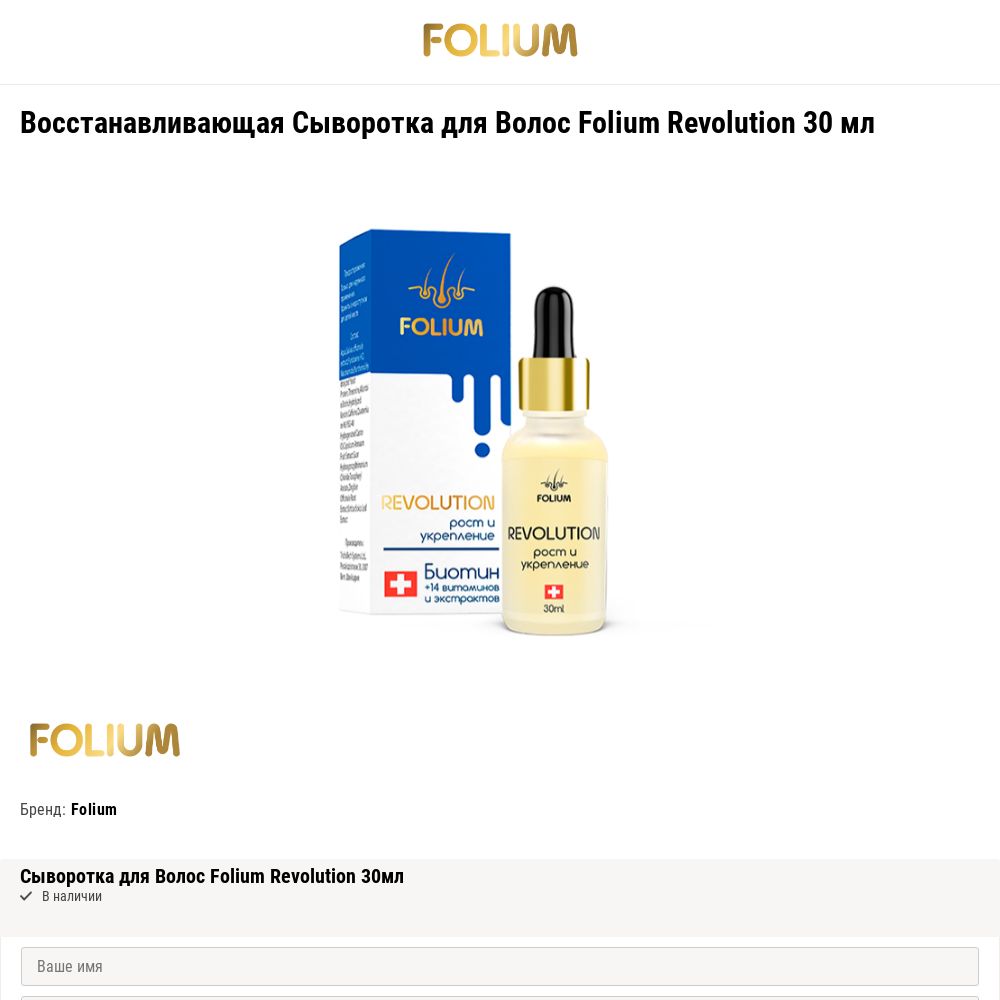 FOLIUM
Восстанавливающая Сыворотка для Волос Folium Revolution 30 мл
FOLIUM
REVOLUTION
рост и
укрепление
Биотин
+14 витаминов
и экстрактов
FOLIUM
REVOLUTION
рост и
укрепление
30ml
FOLIUM
Бренд: Folium
Сыворотка для Волос Folium Revolution 30мл
В наличии
Ваше имя